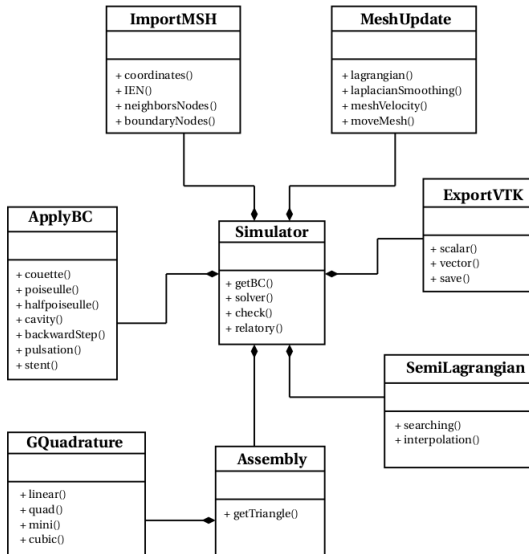 ImportMSH
+ coordinates()
+ IEN()
+ neighborsNodes()
+ boundaryNodes()
MeshUpdate
+ lagrangian()
+ laplacianSmoothing()
+ meshVelocity()
+ moveMesh()
ExportVTK
+ scalar()
+ vector()
+ save()
ApplyBC
+ couette()
+ poiseulle()
+ halfpoiseulle()
+ cavity()
+ backwardStep()
+ pulsation()
+ stent()
Simulator
+ getBC()
+ solver()
+ check()
+ relatory()
SemiLagrangian
+ searching()
+ interpolation()
GQuadrature
+ linear()
+ quad()
+ mini()
+ cubic()
Assembly
+ getTriangle()